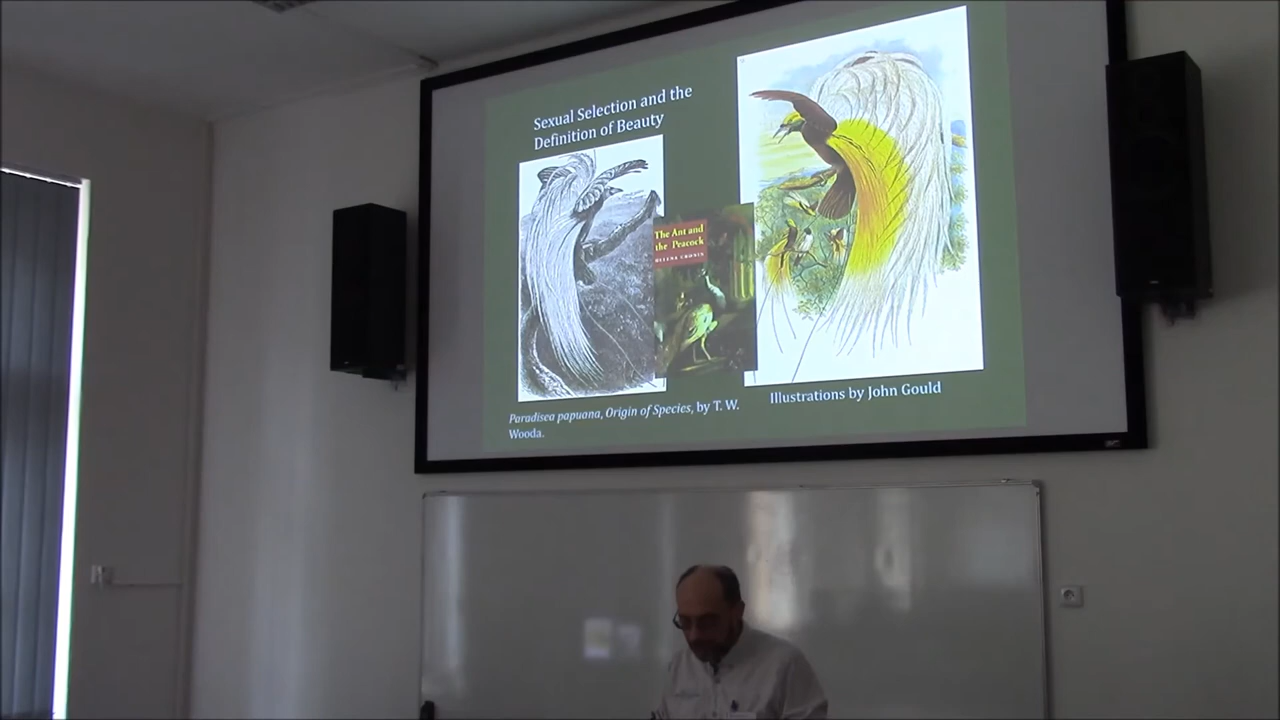 Sexual Selection and the
Definition of Beauty
The Ant and
the Peacock
HELENA CRONIN
Paradisea papuana, Origin of Species, by T. W.
Wooda.
Illustrations by John Gould